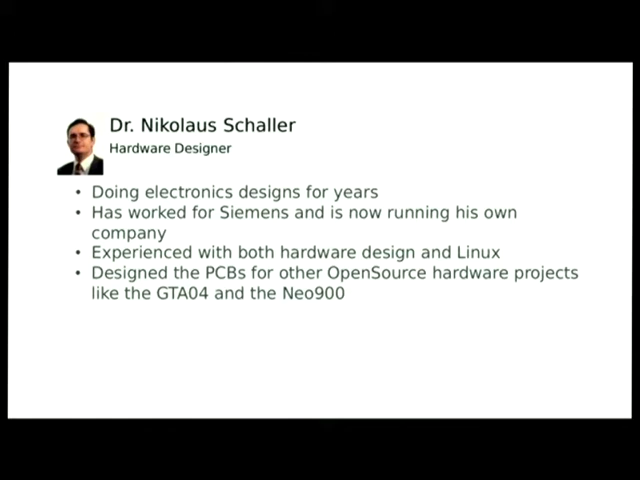 Dr. Nikolaus Schaller
Hardware Designer
• Doing electronics designs for years
• Has worked for Siemens and is now running his own
company
• Experienced with both hardware design and Linux
• Designed the PCBs for other OpenSource hardware projects
like the GTA04 and the Neo900